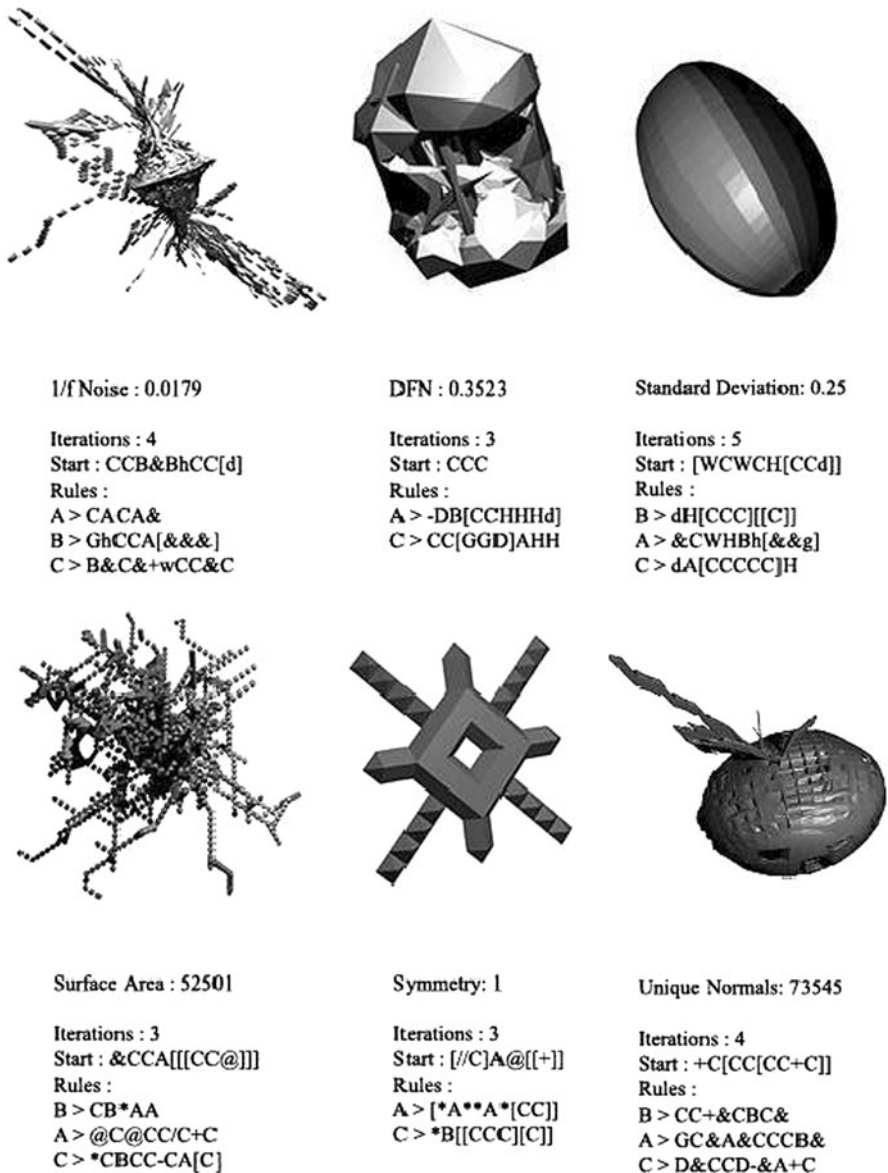 1/f Noise : 0.0179
Iterations : 4
Start : CCB&BhCC[d]
Rules :
A > CACA&
B > GhCCA[&&&]
C > B&C&+wCC&C
DFN : 0.3523
Iterations : 3
Start : CCC
Rules :
A > -DB[CCHHHd]
C > CC[GGD]AHH
Standard Deviation: 0.25
Iterations : 5
Start : [WCWCH[CCd]]
Rules :
B > dH[CCC][[C]]
A > &CWHBh[&&g]
C > dA[CCCCC]H
Surface Area : 52501
Iterations : 3
Start : &CCA[[[CC@]]]
Rules :
B > CB*AA
A > @C@CC/C+C
C > *CBCC-CA[C]
Symmetry: 1
Iterations : 3
Start : [//C]A@[[+]]
Rules :
A > [*A**A*[CC]]
C > *B[[CCC][C]]
Unique Normals: 73545
Iterations : 4
Start : +C[CC[CC+C]]
Rules :
B > CC+&CBC&
A > GC&A&CCCB&
C > D&CCD-&A+C